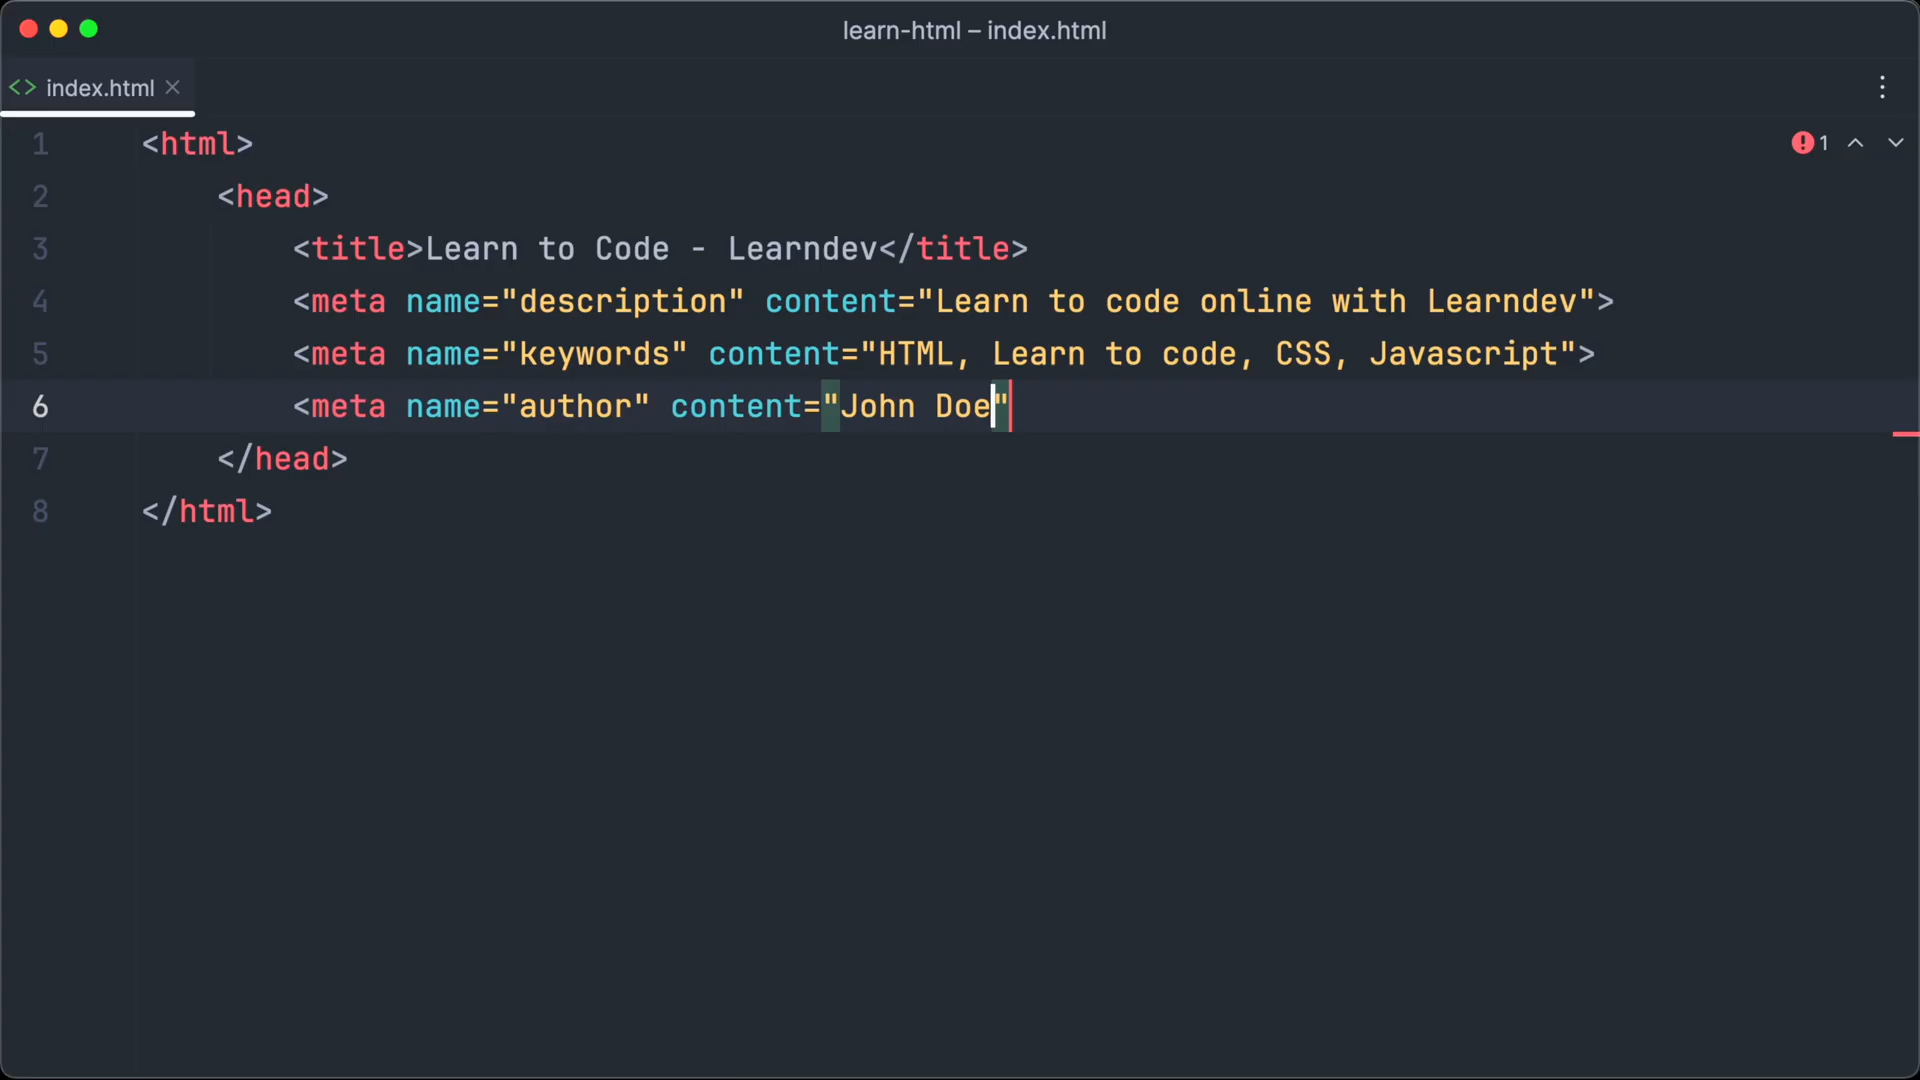 learn-html – index.html
<> index.html ×
1 <html>
! 1
2 <head>
3 <title>Learn to Code - Learndev</title>
4 <meta name="description" content="Learn to code online with Learndev">
5 <meta name="keywords" content="HTML, Learn to code, CSS, Javascript">
6 <meta name="author" content="John Doe"
7 </head>
8 </html>